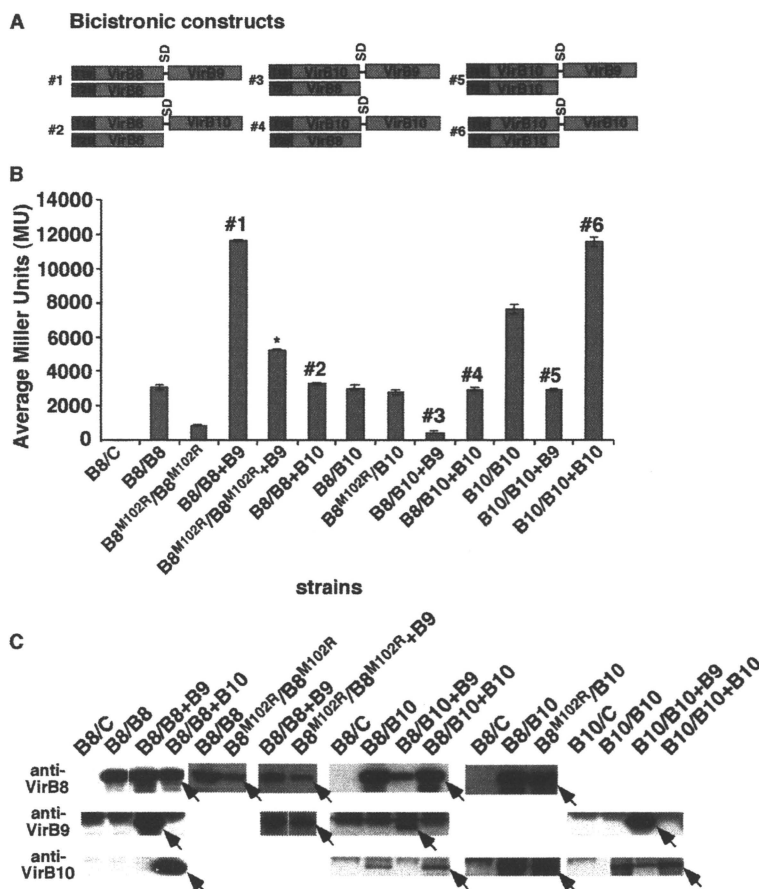 A Bicistronic constructs
SD SD SD
#1 VirB8 VirB9 #3 VirB10 VirB9 #5 VirB10 VirB9
VirB8 VirB8 VirB10
SD SD SD
#2 VirB8 VirB10 #4 VirB10 VirB10 #6 VirB10 VirB10
VirB8 VirB8 VirB10
B
Average Miller Units (MU)
14000
12000
10000
8000
6000
4000
2000
0
#1
*
#2
#3
#4
#5
#6
B8/C
B8/B8
B8M102R/B8M102R
B8/B8+B9
B8M102R/B8M102R+B9
B8/B8+B10
B8/B10
B8M102R/B10
B8/B10+B9
B8/B10+B10
B10/B10
B10/B10+B9
B10/B10+B10
strains
C
B8/C
B8/B8
B8/B8+B9
B8/B8+B10
B8/B8
B8M102R/B8M102R
B8/B8+B9
B8M102R/B8M102R+B9
B8/C
B8/B10
B8/B10+B9
B8/B10+B10
B8/C
B8/B10
B8M102R/B10
B10/C
B10/B10
B10/B10+B9
B10/B10+B10
anti-
VirB8
anti-
VirB9
anti-
VirB10